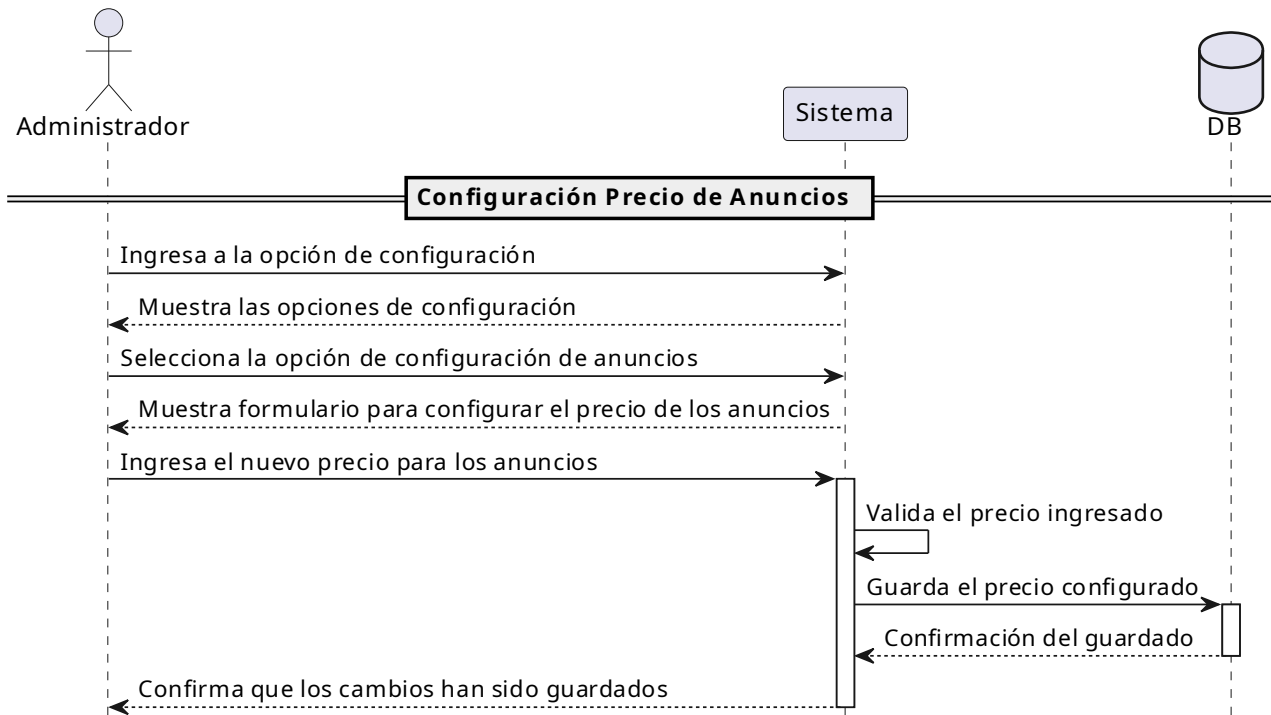 Administrador
Sistema
DB
Configuración Precio de Anuncios
Ingresa a la opción de configuración
Muestra las opciones de configuración
Selecciona la opción de configuración de anuncios
Muestra formulario para configurar el precio de los anuncios
Ingresa el nuevo precio para los anuncios
Valida el precio ingresado
Guarda el precio configurado
Confirmación del guardado
Confirma que los cambios han sido guardados